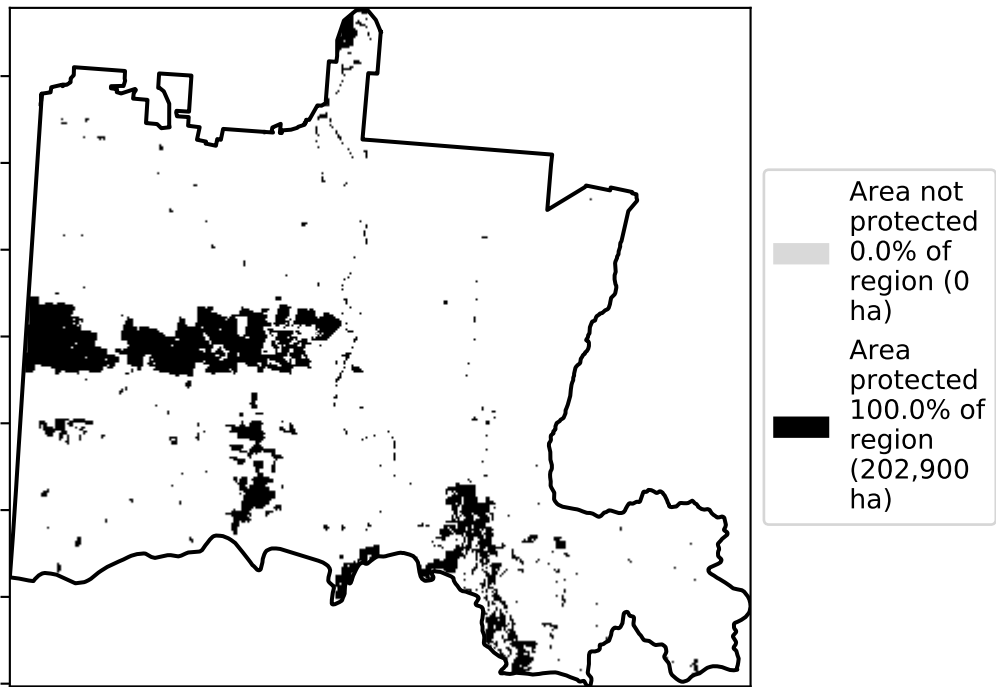 Area not
protected
0.0% of
region (0
ha)
Area
protected
100.0% of
region
(202,900
ha)